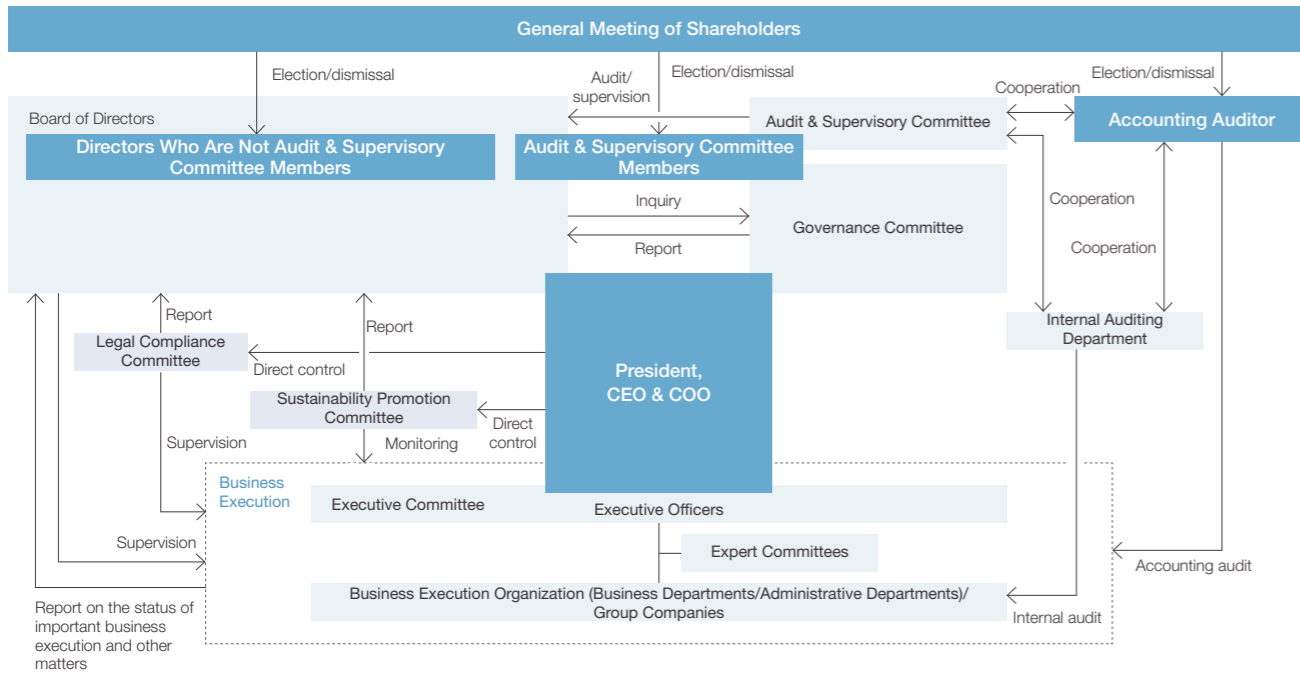 General Meeting of Shareholders
Election/dismissal
Audit/
supervision
Election/dismissal
Cooperation
Election/dismissal
Board of Directors
Directors Who Are Not Audit & Supervisory
Committee Members
Audit & Supervisory Committee
Members
Audit & Supervisory Committee
Accounting Auditor
Inquiry
Report
Governance Committee
Cooperation
Cooperation
Report
Legal Compliance
Committee
Direct control
Report
Sustainability Promotion
Committee
Direct
control
President,
CEO & COO
Internal Auditing
Department
Supervision
Monitoring
Business
Execution
Executive Committee
Executive Officers
Supervision
Expert Committees
Accounting audit
Business Execution Organization (Business Departments/Administrative Departments)/
Group Companies
Internal audit
Report on the status of
important business
execution and other
matters